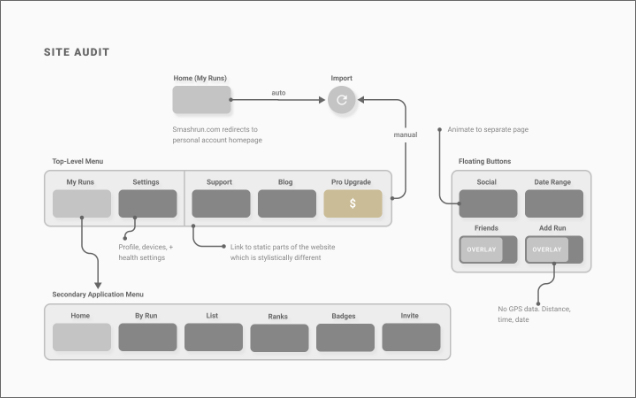 SITE AUDIT
Home (My Runs)
Import
auto
Smashrun.com redirects to
personal account homepage
manual
Animate to separate page
Top-Level Menu
My Runs
Settings
Support
Blog
Pro Upgrade
$
Profile, devices, +
health settings
Link to static parts of the website
which is stylistically different
Floating Buttons
Social
Date Range
Friends
Add Run
OVERLAY
OVERLAY
No GPS data. Distance,
time, date
Secondary Application Menu
Home
By Run
List
Ranks
Badges
Invite